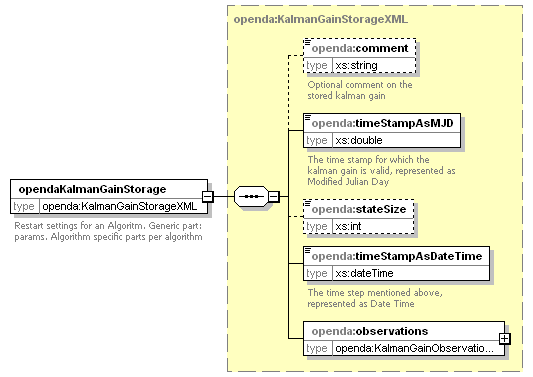 openda:KalmanGainStorageXML
openda:comment
type xs:string
Optional comment on the
stored kalman gain
openda:timeStampAsMJD
type xs:double
The time stamp for which the
kalman gain is valid, represented as
Modified Julian Day
opendaKalmanGainStorage
type openda:KalmanGainStorageXML
Restart settings for an Algoritm. Generic part:
params. Algorithm specific parts per algorithm
openda:stateSize
type xs:int
openda:timeStampAsDateTime
type xs:dateTime
The time step mentioned above,
represented as Date Time
openda:observations
type openda:KalmanGainObservatio...